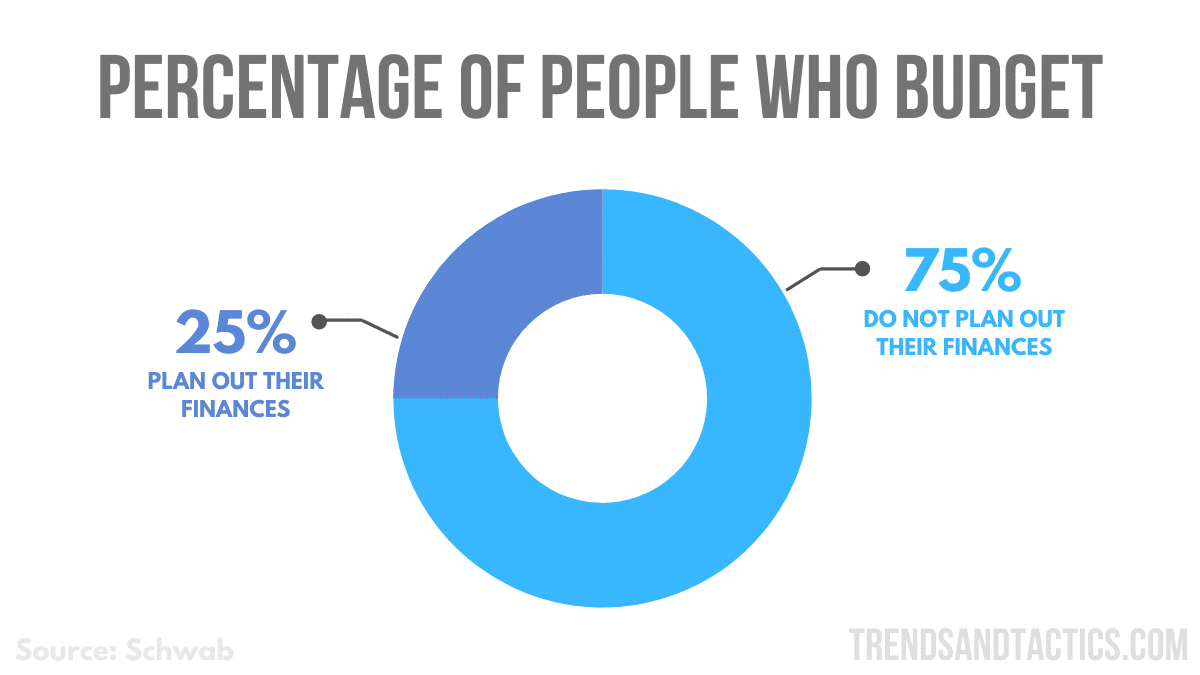 PERCENTAGE OF PEOPLE WHO BUDGET
75%
DO NOT PLAN OUT
THEIR FINANCES
25%
PLAN OUT THEIR
FINANCES
Source: Schwab
TRENDSANDTACTICS.COM